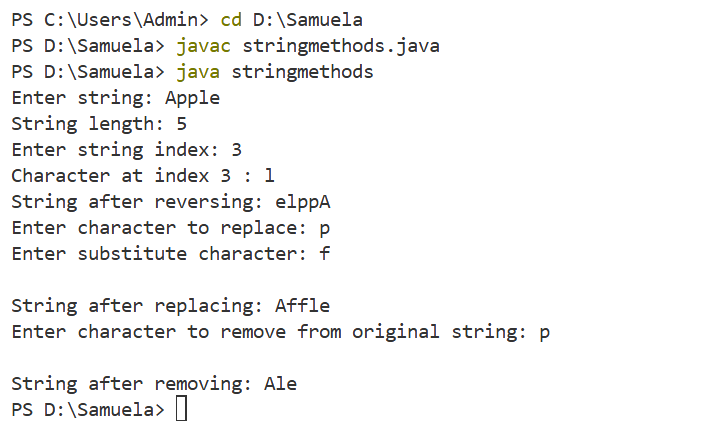 PS C:\Users\Admin> cd D:\Samuela
PS D:\Samuela> javac stringmethods.java
PS D:\Samuela> java stringmethods
Enter string: Apple
String length: 5
Enter string index: 3
Character at index 3 : l
String after reversing: elppA
Enter character to replace: p
Enter substitute character: f

String after replacing: Affle
Enter character to remove from original string: p

String after removing: Ale
PS D:\Samuela>